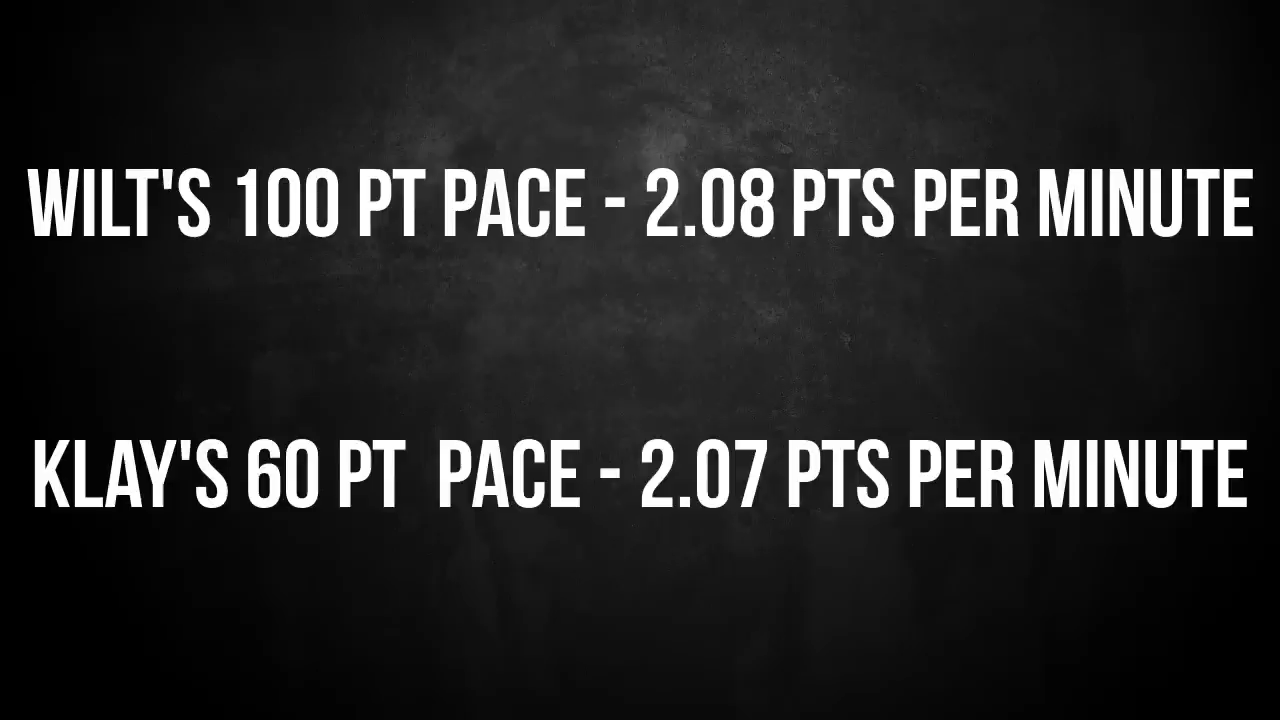 WILT'S 100 PT PACE - 2.08 PTS PER MINUTE
KLAY'S 60 PT PACE - 2.07 PTS PER MINUTE